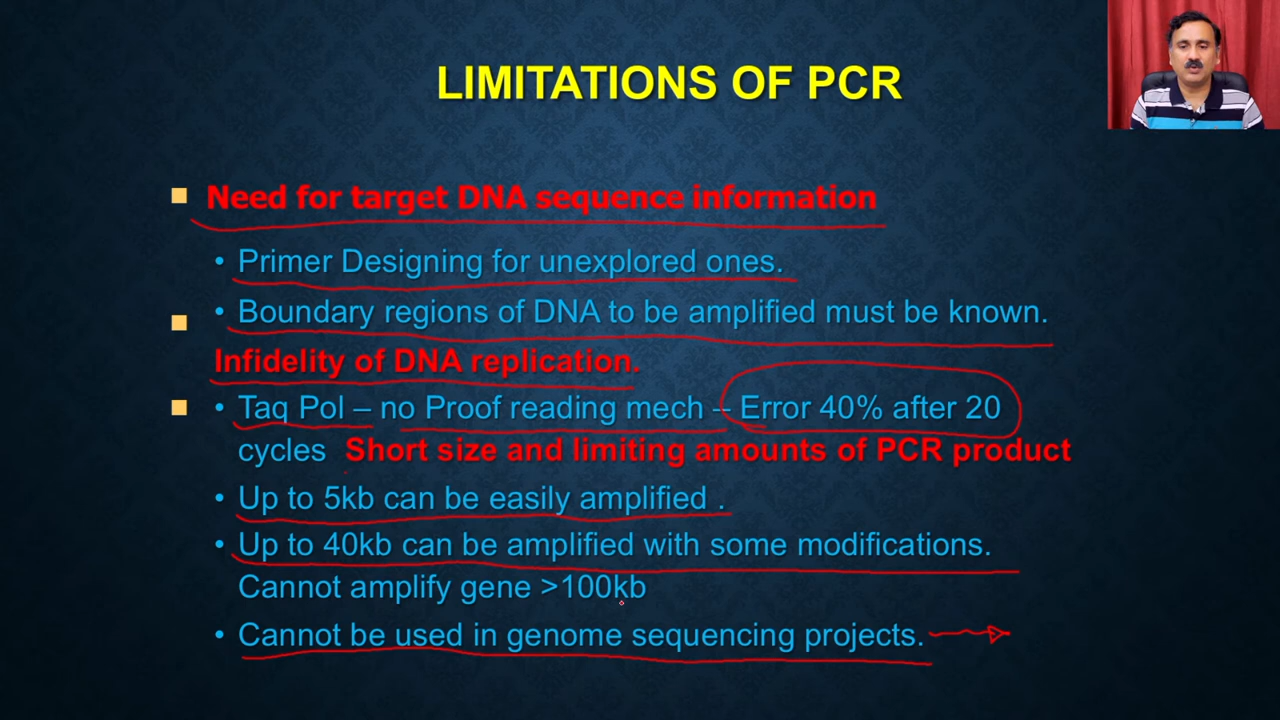 LIMITATIONS OF PCR
Need for target DNA sequence information
• Primer Designing for unexplored ones.
• Boundary regions of DNA to be amplified must be known.
Infidelity of DNA replication.
• Taq Pol – no Proof reading mech – Error 40% after 20
cycles Short size and limiting amounts of PCR product
• Up to 5kb can be easily amplified .
• Up to 40kb can be amplified with some modifications.
Cannot amplify gene >100kb
• Cannot be used in genome sequencing projects.